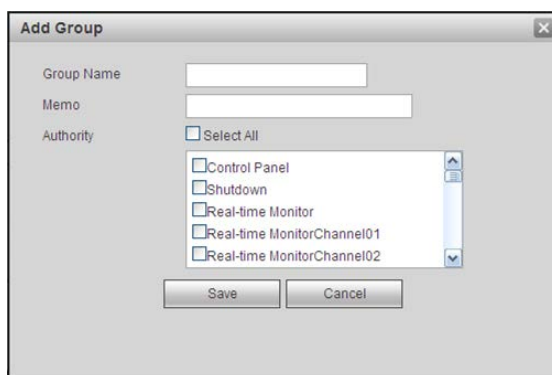 Add Group
Group Name
Memo
Authority
Select All
Control Panel
Shutdown
Real-time Monitor
Real-time MonitorChannel01
Real-time MonitorChannel02
Save
Cancel